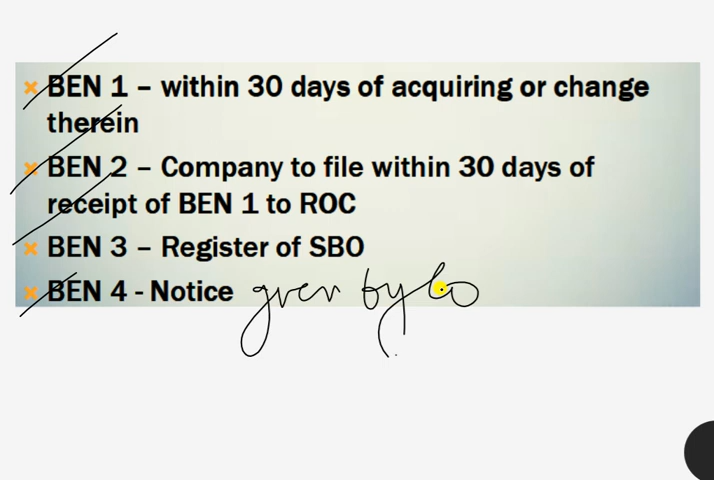 BEN 1 – within 30 days of acquiring or change
therein
BEN 2 – Company to file within 30 days of
receipt of BEN 1 to ROC
BEN 3 – Register of SBO
BEN 4 - Notice given by Co